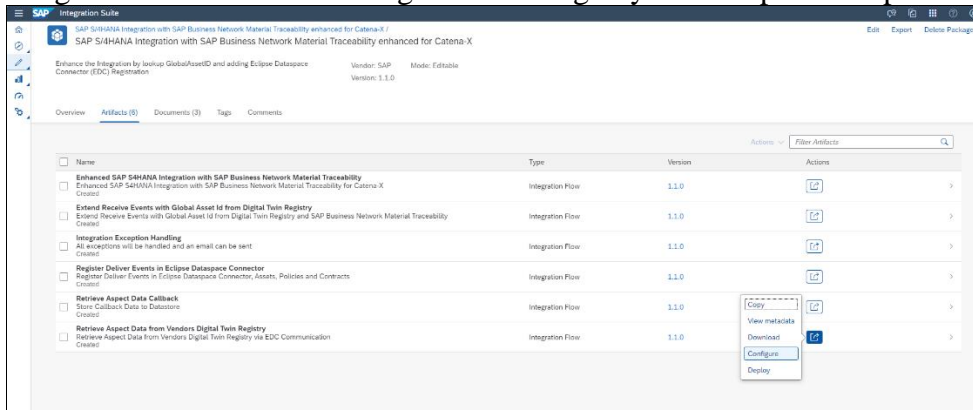 SAP Integration Suite
SAP S/4HANA Integration with SAP Business Network Material Traceability enhanced for Catena-X /
SAP S/4HANA Integration with SAP Business Network Material Traceability enhanced for Catena-X
Edit Export Delete Package
Enhance the Integration by lookup GlobalAssetID and adding Eclipse Dataspace
Connector (EDC) Registration
Vendor: SAP Mode: Editable
Version: 1.1.0
Overview Artifacts (6) Documents (3) Tags Comments
Actions Filter Artifacts
Name Type Version Actions
Enhanced SAP S4HANA Integration with SAP Business Network Material Traceability
Enhanced SAP S4HANA Integration with SAP Business Network Material Traceability for Catena-X
Created
Integration Flow 1.1.0
Extend Receive Events with Global Asset Id from Digital Twin Registry
Extend Receive Events with Global Asset Id from Digital Twin Registry and SAP Business Network Material Traceability
Created
Integration Flow 1.1.0
Integration Exception Handling
All exceptions will be handled and an email can be sent
Created
Integration Flow 1.1.0
Register Deliver Events in Eclipse Dataspace Connector
Register Deliver Events in Eclipse Dataspace Connector, Assets, Policies and Contracts
Created
Integration Flow 1.1.0
Retrieve Aspect Data Callback
Store Callback Data to Datastore
Created
Integration Flow 1.1.0
Retrieve Aspect Data from Vendors Digital Twin Registry
Retrieve Aspect Data from Vendors Digital Twin Registry via EDC Communication
Created
Integration Flow 1.1.0
Copy
View metadata
Download
Configure
Deploy